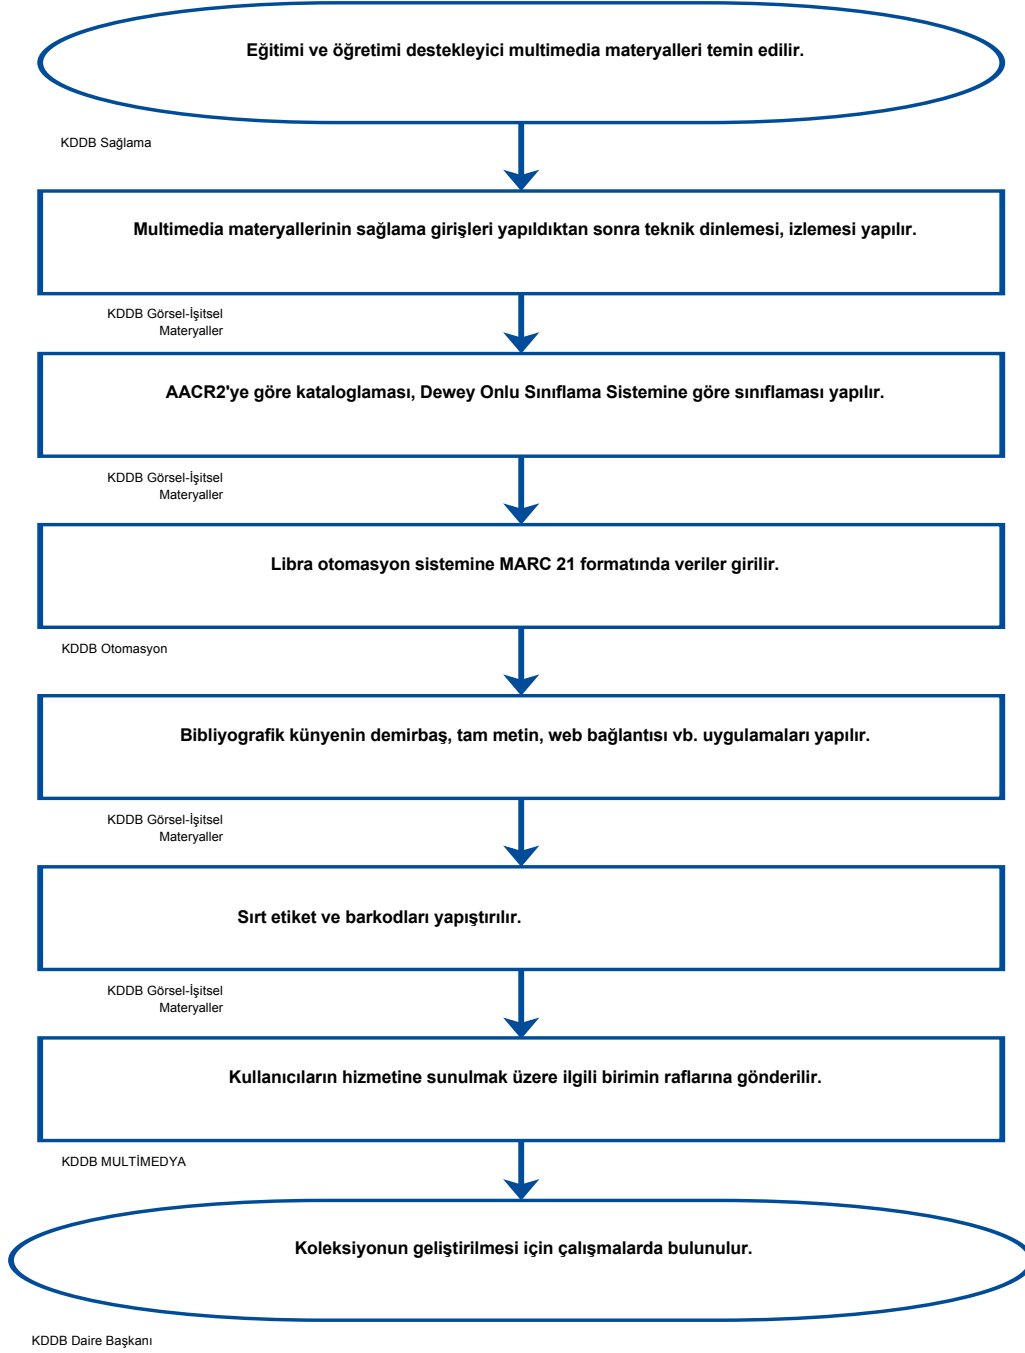 Eğitimi ve öğretimi destekleyici multimedia materyalleri temin edilir.
KDDB Sağlama
Multimedia materyallerinin sağlama girişleri yapıldıktan sonra teknik dinlemesi, izlemesi yapılır.
KDDB Görsel-İşitsel
Materyaller
AACR2'ye göre kataloglaması, Dewey Onlu Sınıflama Sistemine göre sınıflaması yapılır.
KDDB Görsel-İşitsel
Materyaller
Libra otomasyon sistemine MARC 21 formatında veriler girilir.
KDDB Otomasyon
Bibliyografik künyenin demirbaş, tam metin, web bağlantısı vb. uygulamaları yapılır.
KDDB Görsel-İşitsel
Materyaller
Sırt etiket ve barkodları yapıştırılır.
KDDB Görsel-İşitsel
Materyaller
Kullanıcıların hizmetine sunulmak üzere ilgili birimin raflarına gönderilir.
KDDB MULTİMEDYA
Koleksiyonun geliştirilmesi için çalışmalarda bulunulur.
KDDB Daire Başkanı